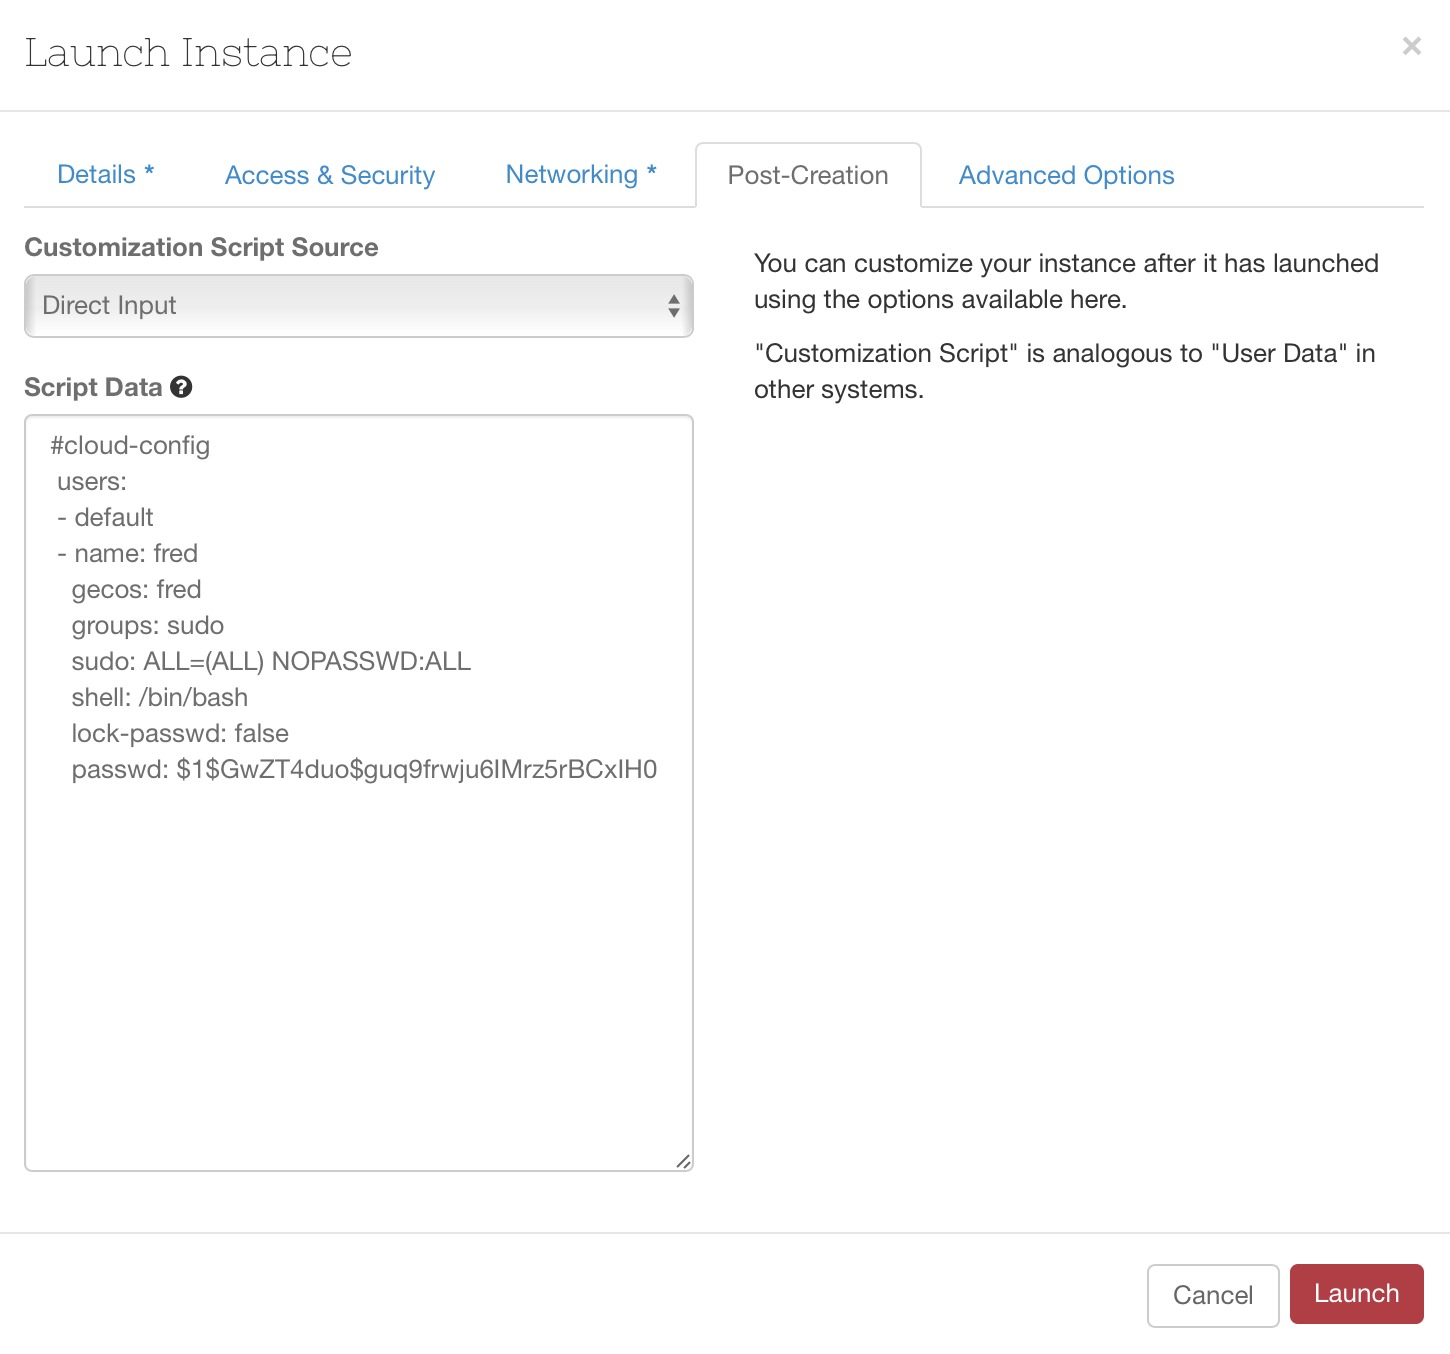 Launch Instance
×
Details *
Access & Security
Networking *
Post-Creation
Advanced Options
Customization Script Source
Direct Input
Script Data ?
#cloud-config
users:
- default
- name: fred
gecos: fred
groups: sudo
sudo: ALL=(ALL) NOPASSWD:ALL
shell: /bin/bash
lock-passwd: false
passwd: $1$GwZT4duo$guq9frwju6IMrz5rBCxIH0
You can customize your instance after it has launched
using the options available here.
"Customization Script" is analogous to "User Data" in
other systems.
Cancel
Launch